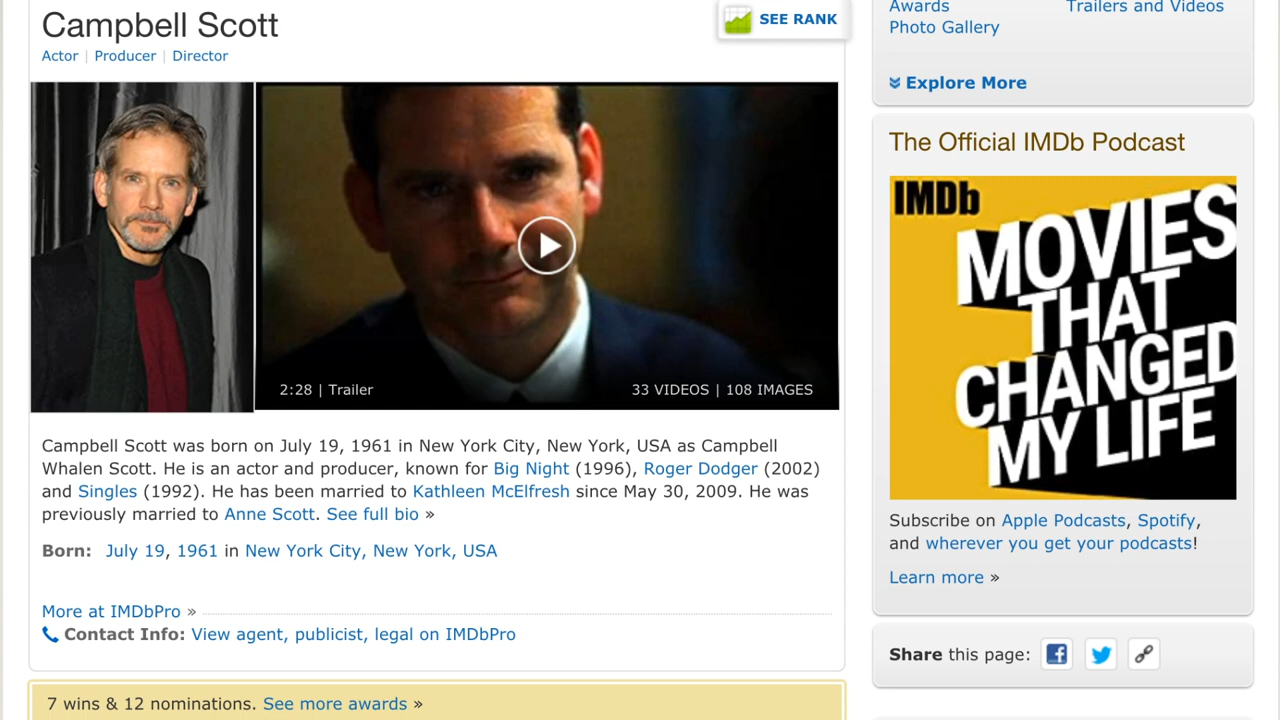 Campbell Scott
SEE RANK
Actor | Producer | Director
2:28 | Trailer
33 VIDEOS | 108 IMAGES
Campbell Scott was born on July 19, 1961 in New York City, New York, USA as Campbell
Whalen Scott. He is an actor and producer, known for Big Night (1996), Roger Dodger (2002)
and Singles (1992). He has been married to Kathleen McElfresh since May 30, 2009. He was
previously married to Anne Scott. See full bio »
Born: July 19, 1961 in New York City, New York, USA
More at IMDbPro »
Contact Info: View agent, publicist, legal on IMDbPro
7 wins & 12 nominations. See more awards »
Awards
Trailers and Videos
Photo Gallery
Explore More
The Official IMDb Podcast
IMDb
MOVIES
THAT
CHANGED
MY LIFE
Subscribe on Apple Podcasts, Spotify,
and wherever you get your podcasts!
Learn more »
Share this page: